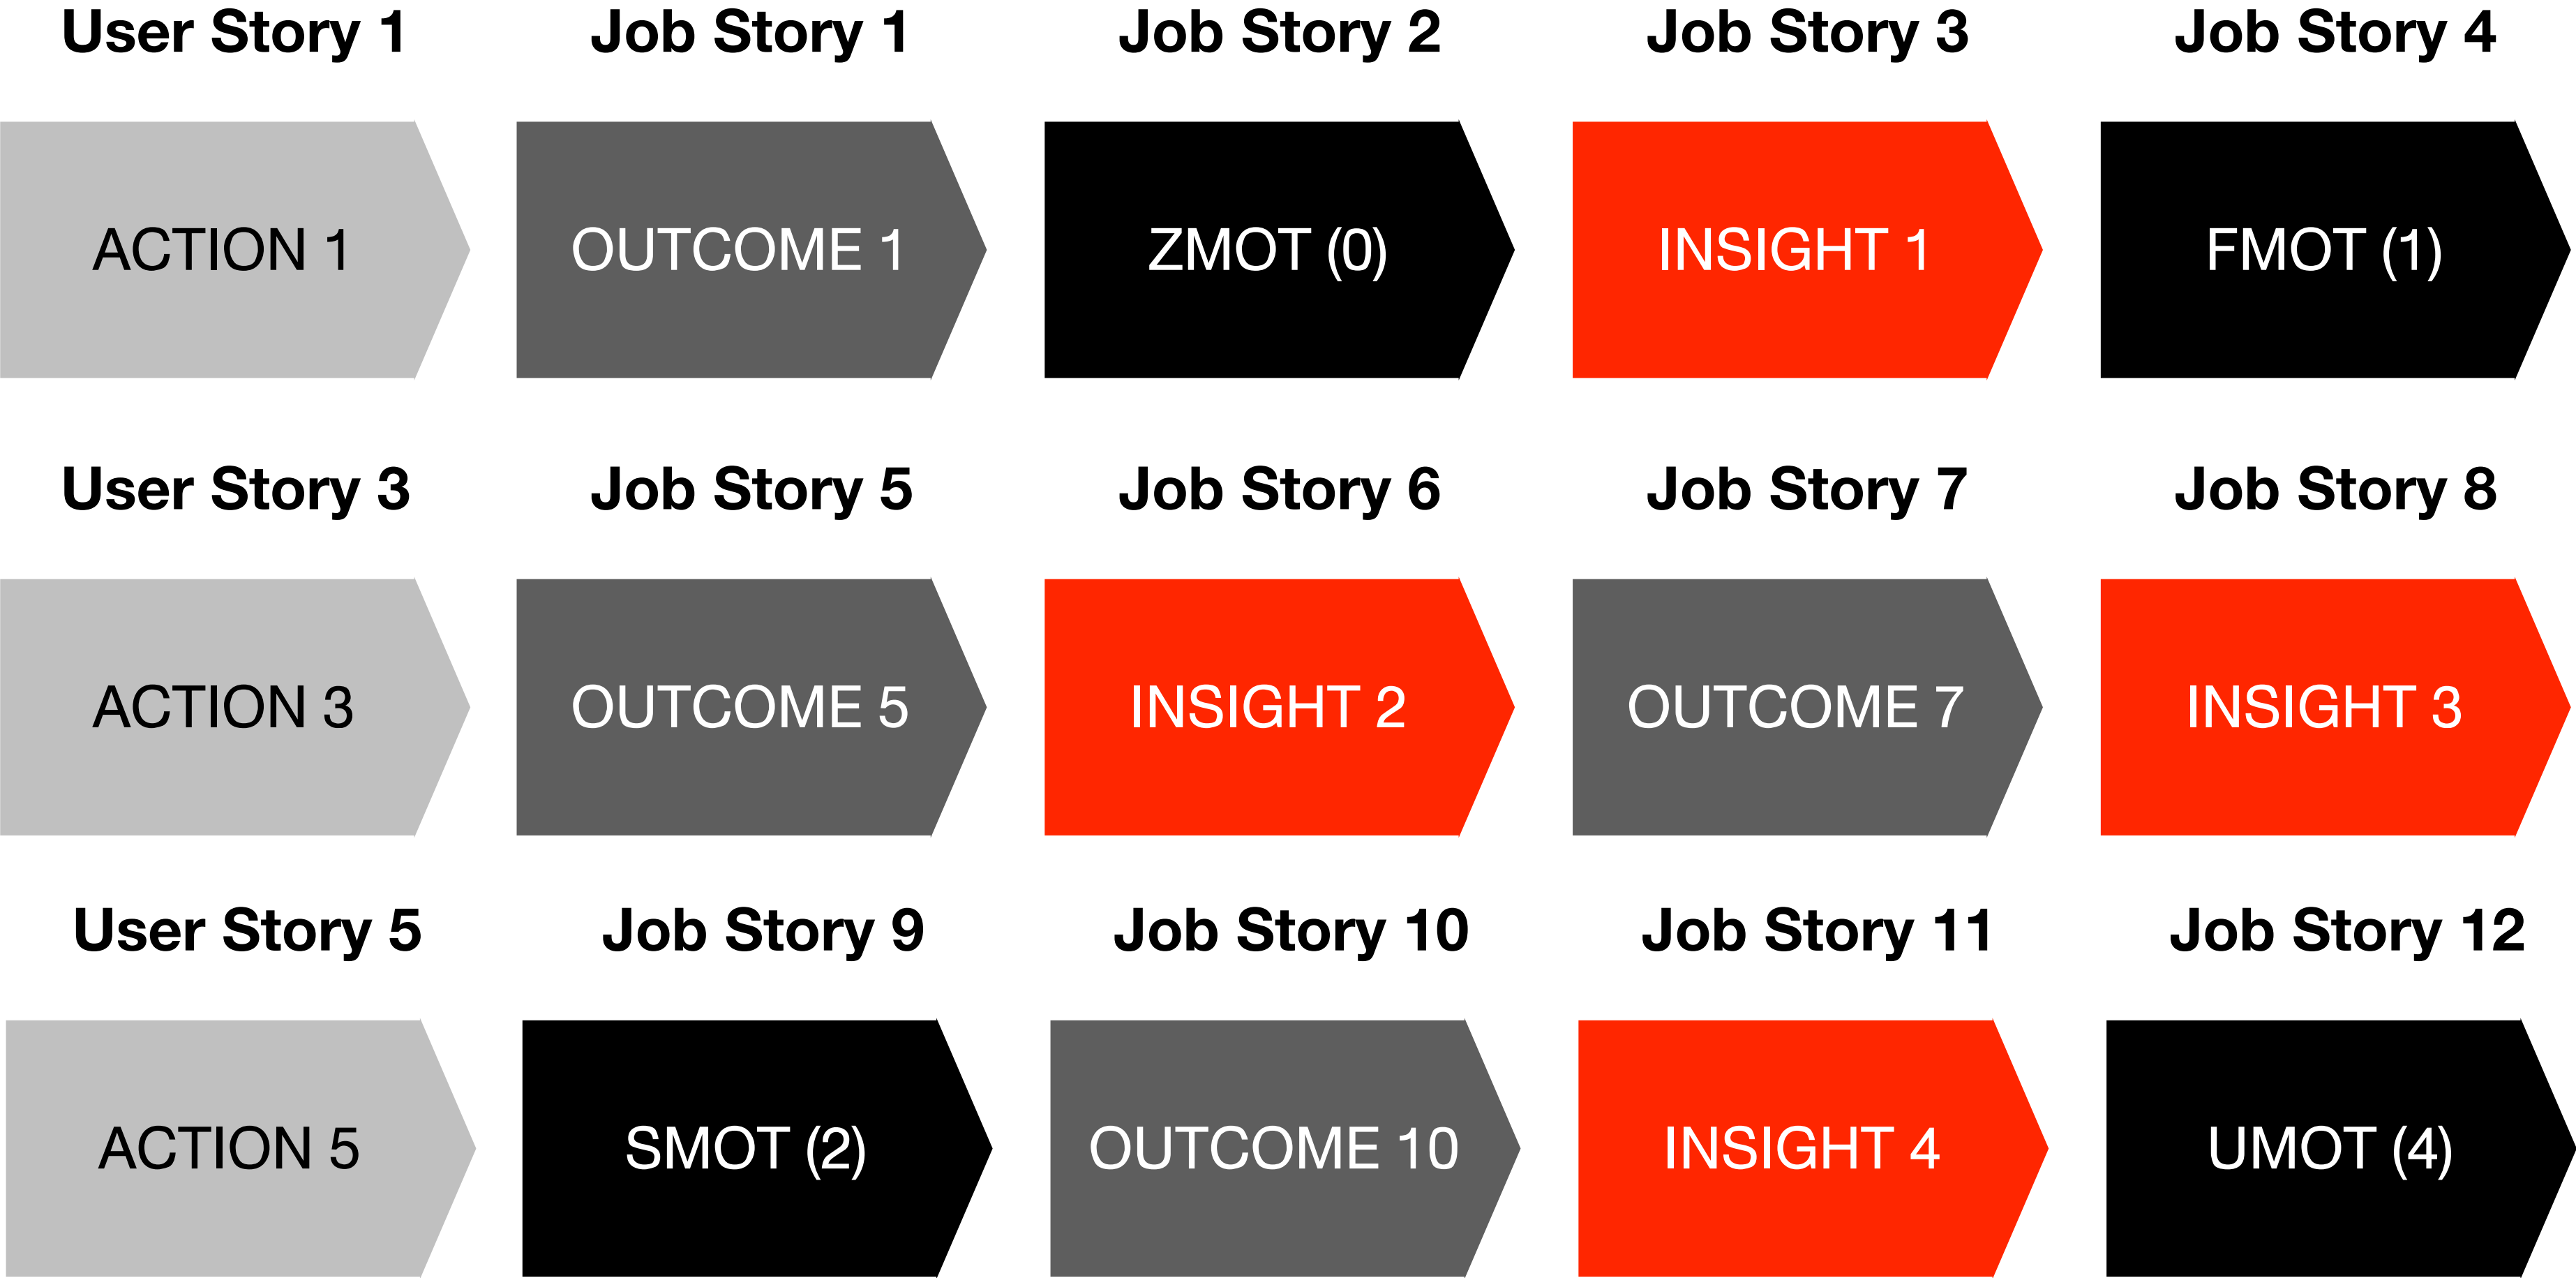 User Story 1
Job Story 1
Job Story 2
Job Story 3
Job Story 4
ACTION 1
OUTCOME 1
ZMOT (0)
INSIGHT 1
FMOT (1)
User Story 3
Job Story 5
Job Story 6
Job Story 7
Job Story 8
ACTION 3
OUTCOME 5
INSIGHT 2
OUTCOME 7
INSIGHT 3
User Story 5
Job Story 9
Job Story 10
Job Story 11
Job Story 12
ACTION 5
SMOT (2)
OUTCOME 10
INSIGHT 4
UMOT (4)